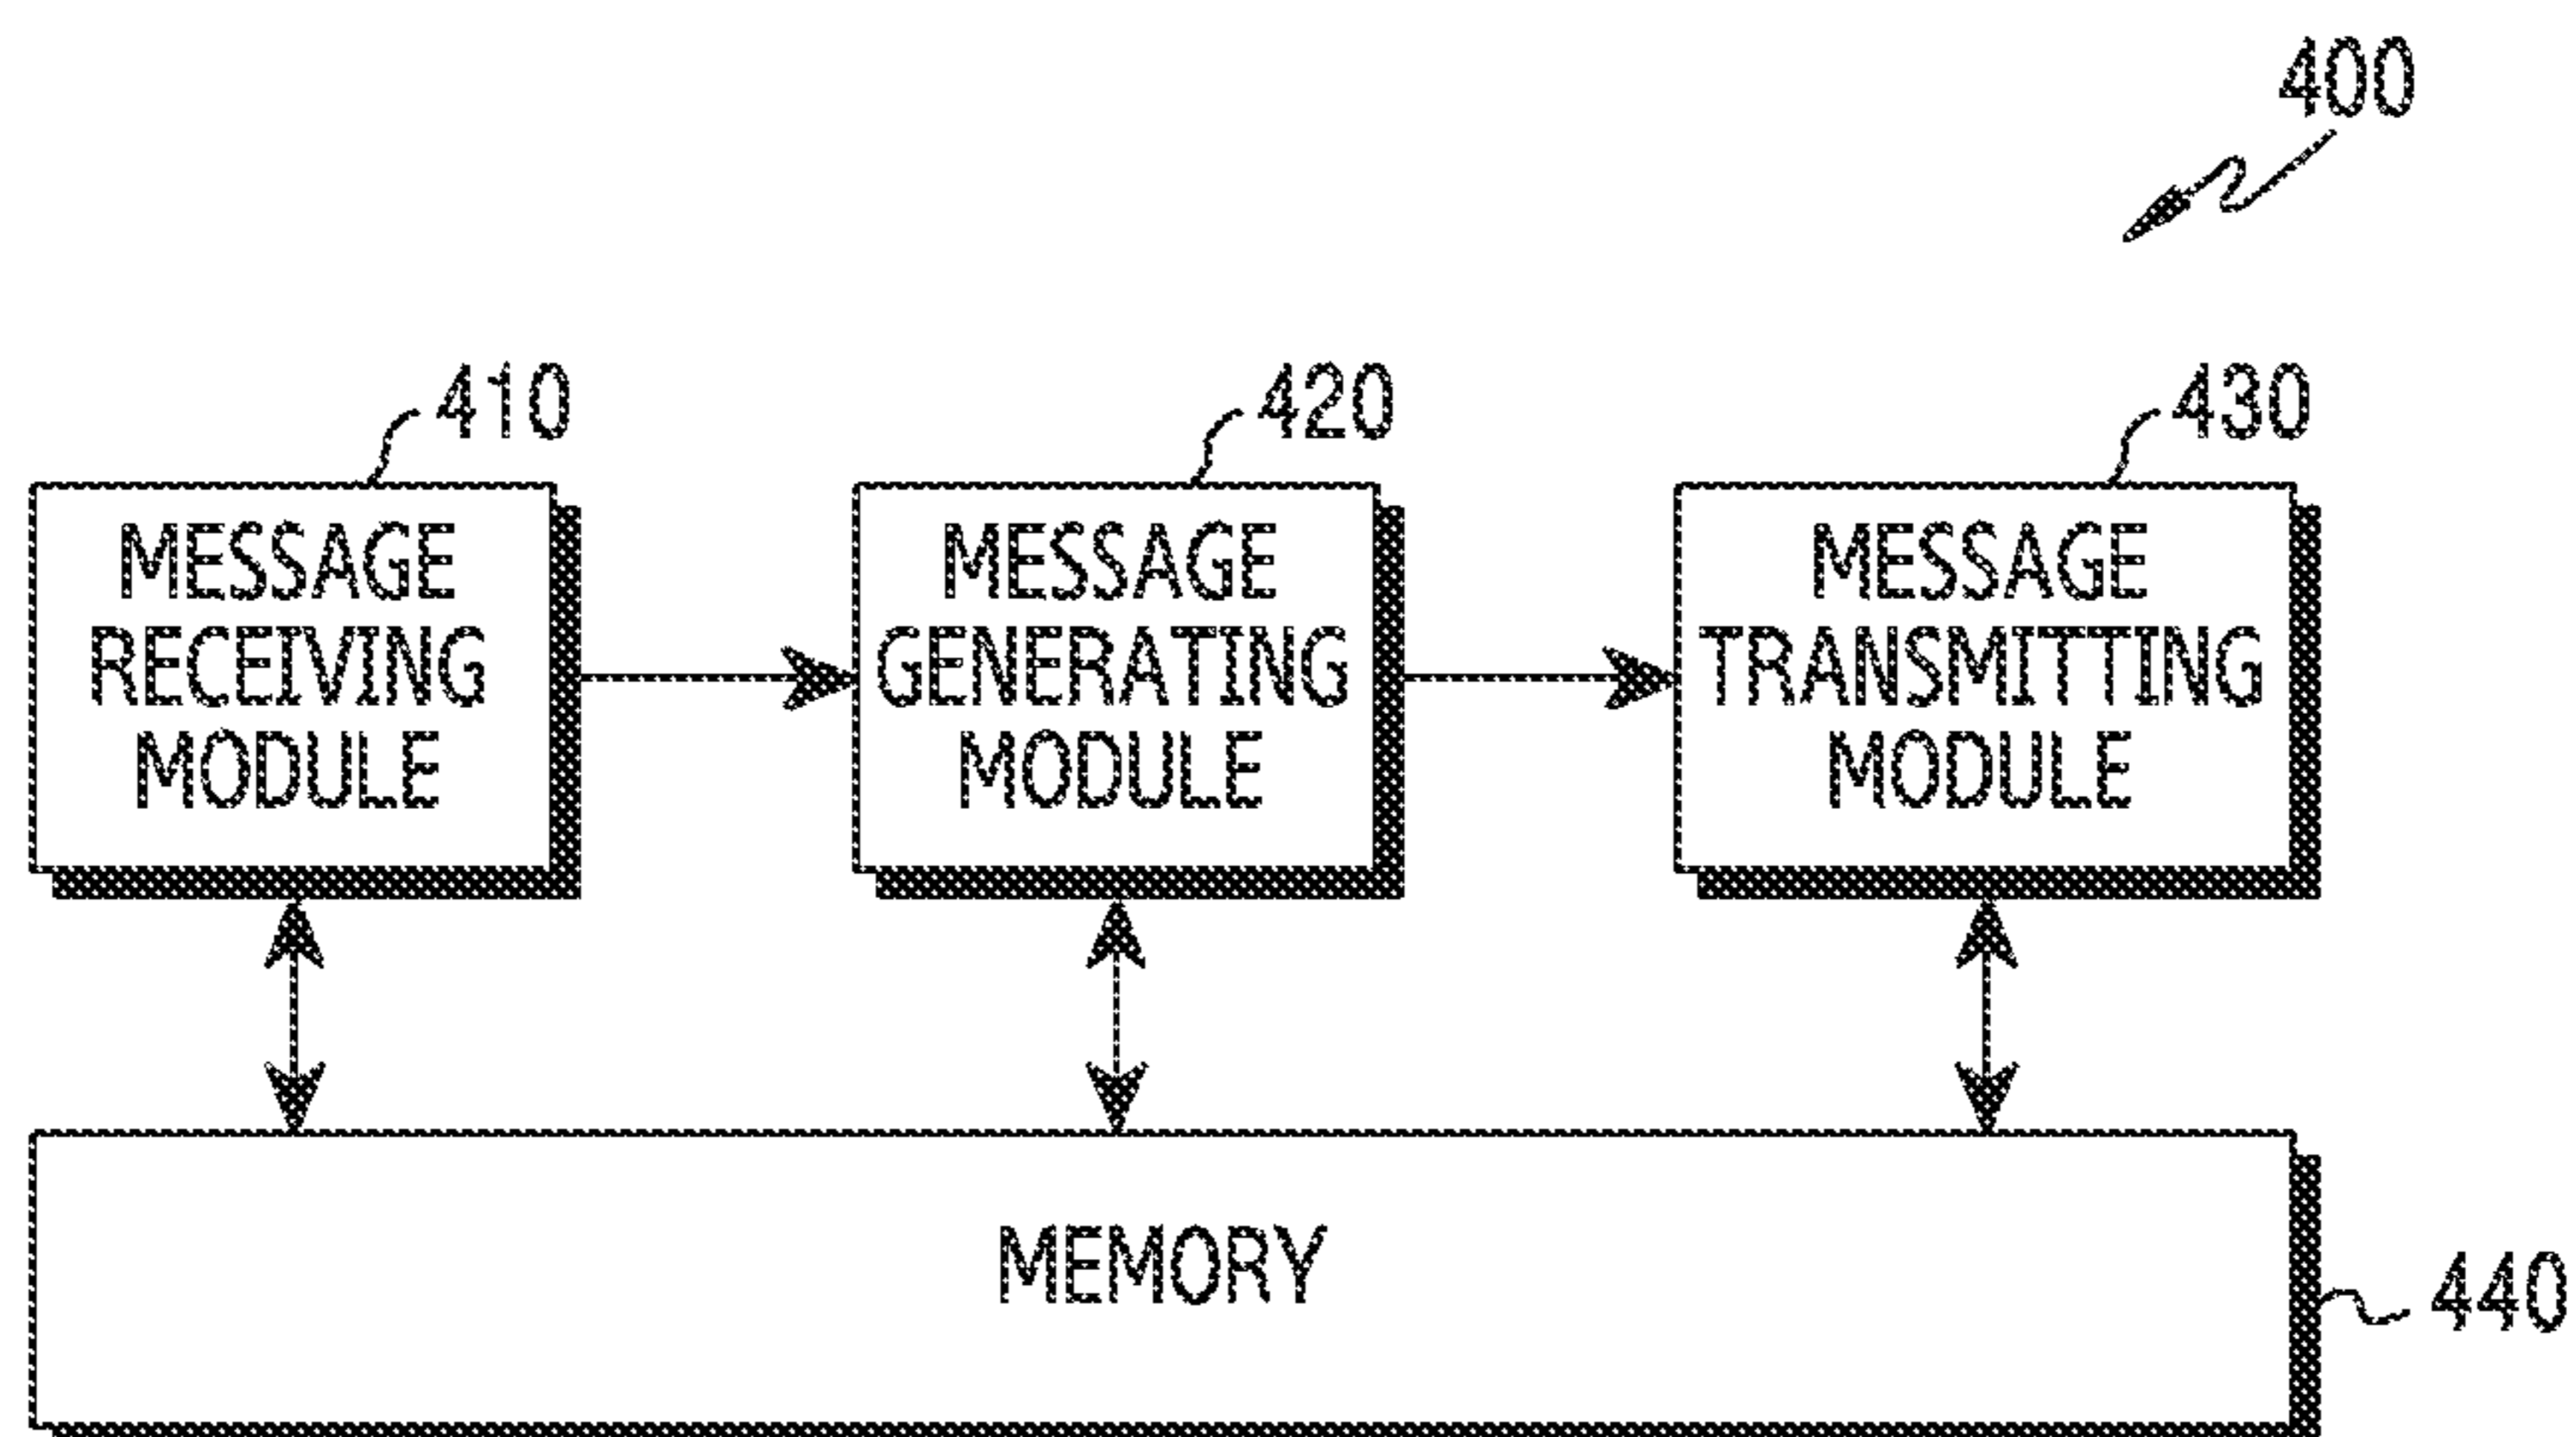 400
410
420
430
MESSAGE
RECEIVING
MODULE
MESSAGE
GENERATING
MODULE
MESSAGE
TRANSMITTING
MODULE
MEMORY
440